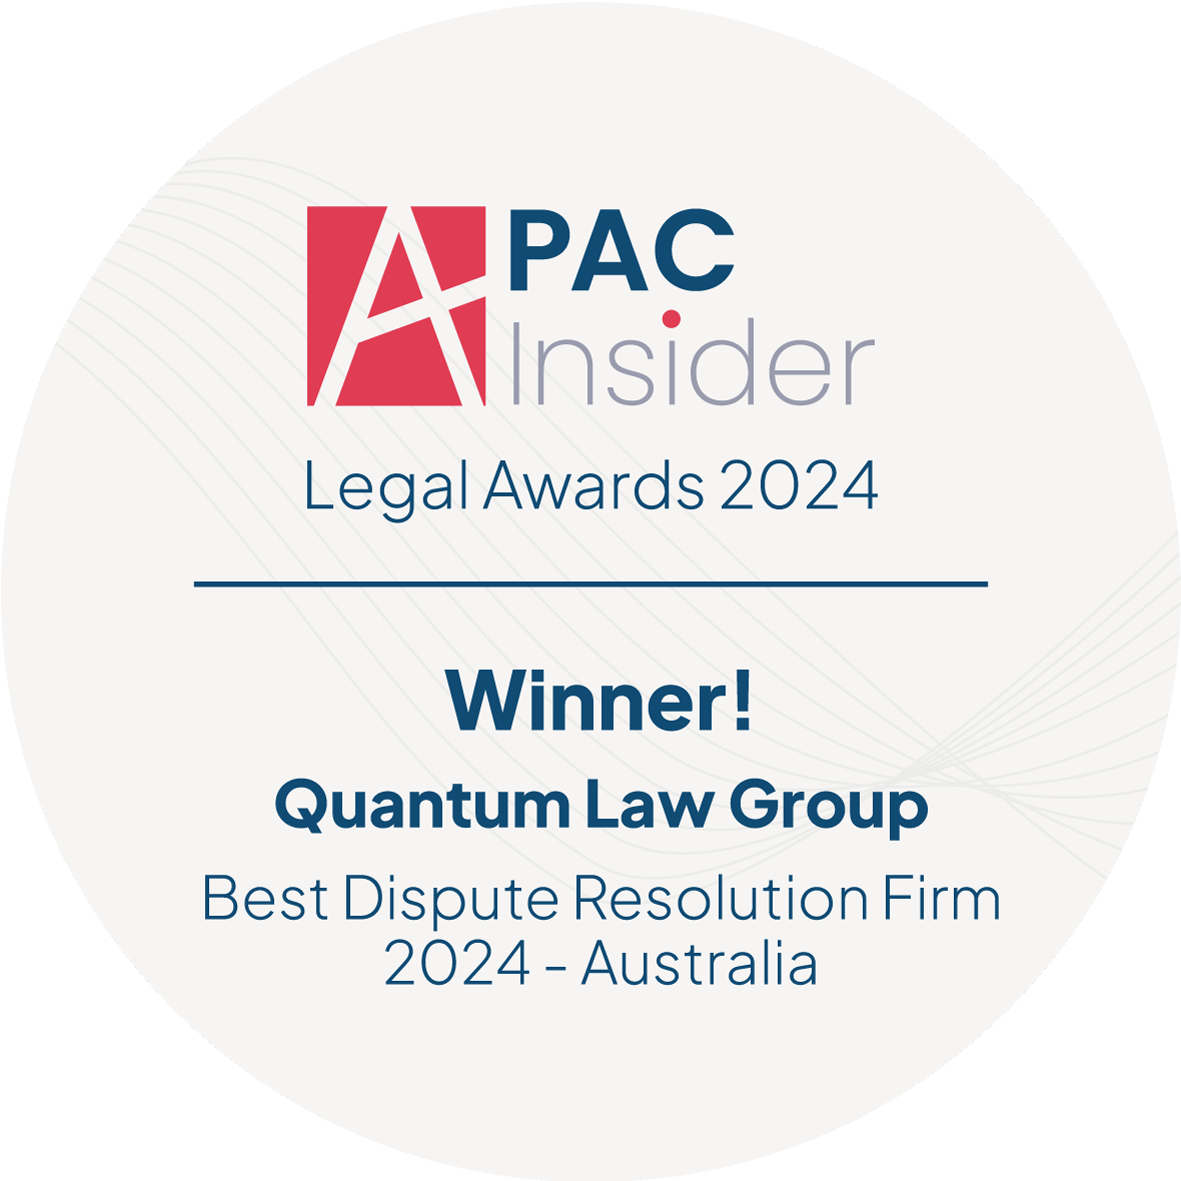 APAC
Insider
Legal Awards 2024
Winner!
Quantum Law Group
Best Dispute Resolution Firm
2024 - Australia